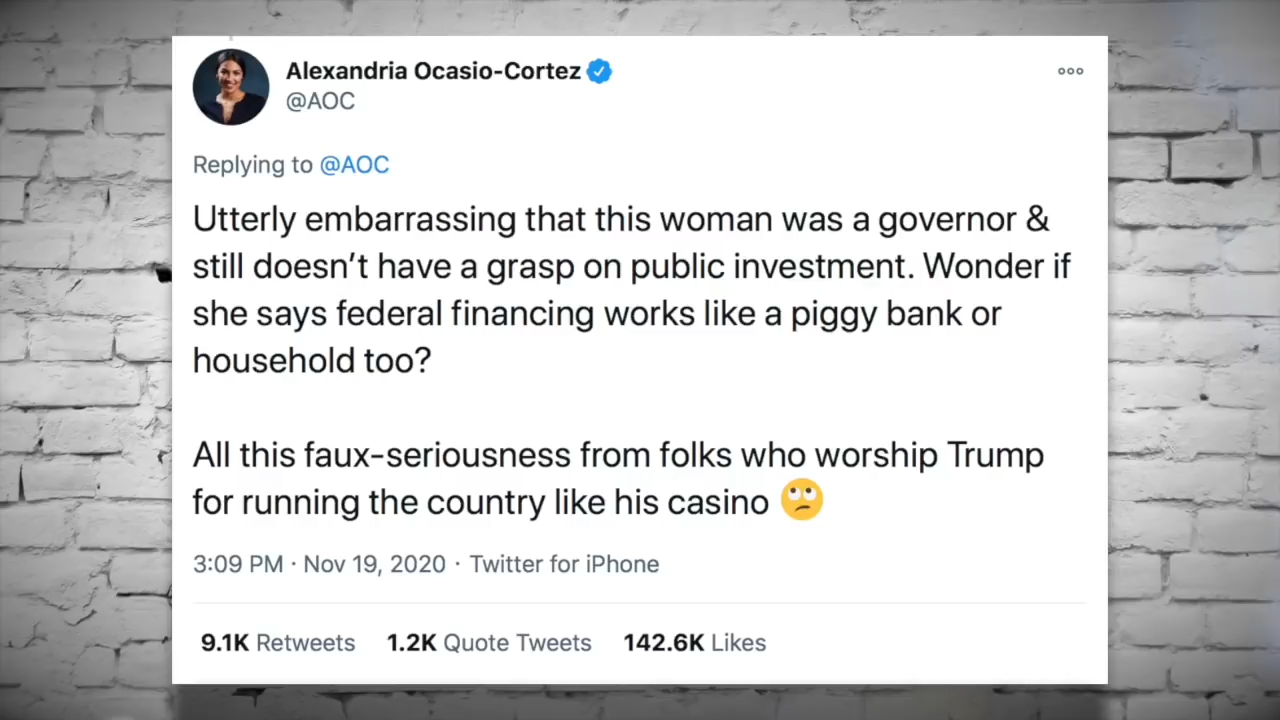 Alexandria Ocasio-Cortez
@AOC
Replying to @AOC
Utterly embarrassing that this woman was a governor &
still doesn’t have a grasp on public investment. Wonder if
she says federal financing works like a piggy bank or
household too?
All this faux-seriousness from folks who worship Trump
for running the country like his casino 🙄
3:09 PM · Nov 19, 2020 · Twitter for iPhone
9.1K Retweets 1.2K Quote Tweets 142.6K Likes